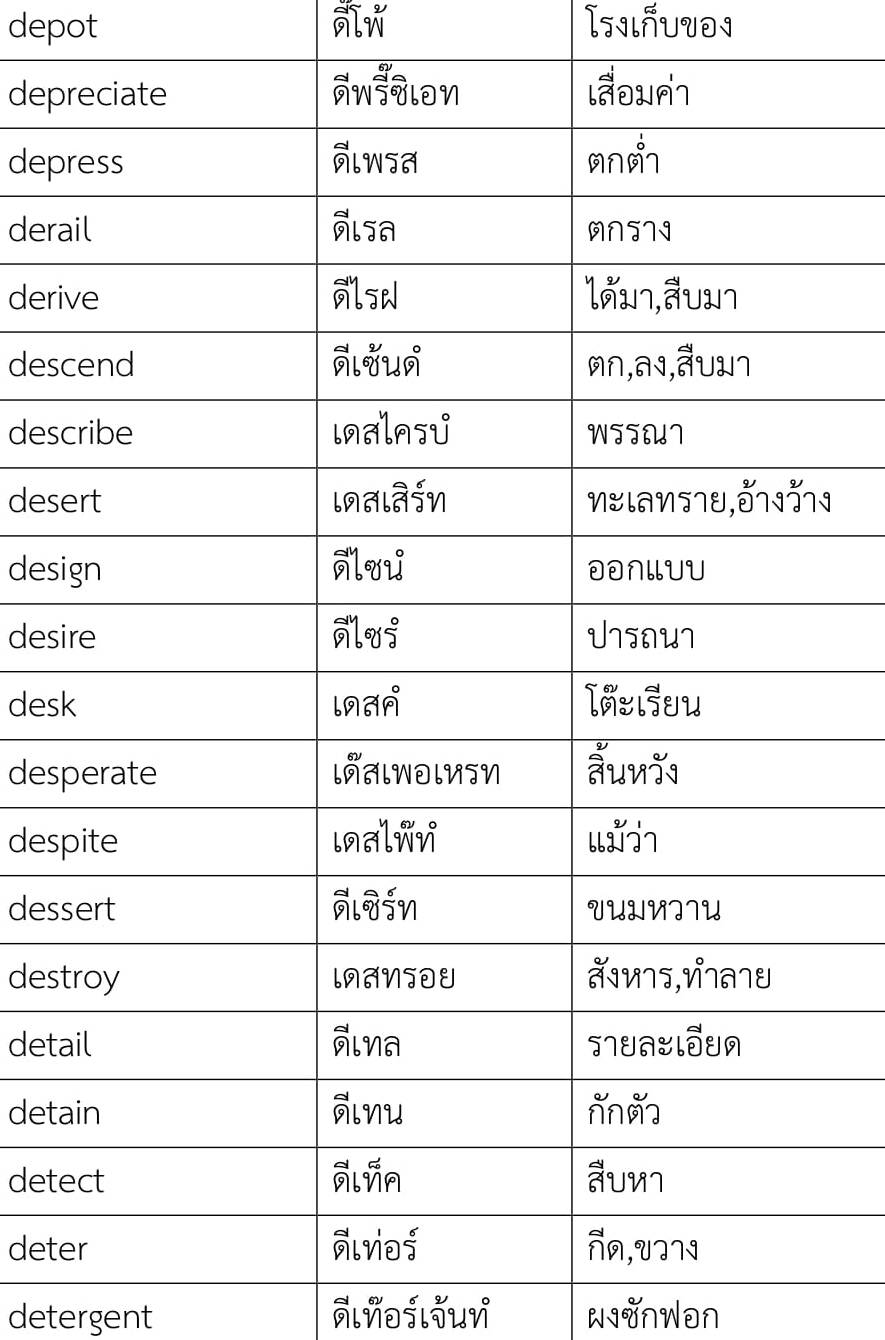 depot ดี๊โพ้ โรงเก็บของ
depreciate ดีพรี๊ซิเอท เสื่อมค่า
depress ดีเพรส ตกต่ำ
derail ดีเรล ตกราง
derive ดีไรฝ ได้มา,สืบมา
descend ดีเซ้นดํ ตก,ลง,สืบมา
describe เดสไครบํ พรรณา
desert เดสเสิร์ท ทะเลทราย,อ้างว้าง
design ดีไซนํ ออกแบบ
desire ดีไซรํ ปารถนา
desk เดสคํ โต๊ะเรียน
desperate เด๊สเพอเหรท สิ้นหวัง
despite เดสไพ๊ทํ แม้ว่า
dessert ดีเซิร์ท ขนมหวาน
destroy เดสทรอย สังหาร,ทำลาย
detail ดีเทล รายละเอียด
detain ดีเทน กักตัว
detect ดีเท็ค สืบหา
deter ดีเท่อร์ กีด,ขวาง
detergent ดีเท๊อร์เจ้นทํ ผงซักฟอก